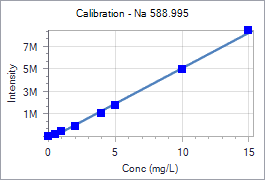 Calibration - Na 588.995
Intensity
7M
5M
3M
1M
0
5
10
15
Conc (mg/L)